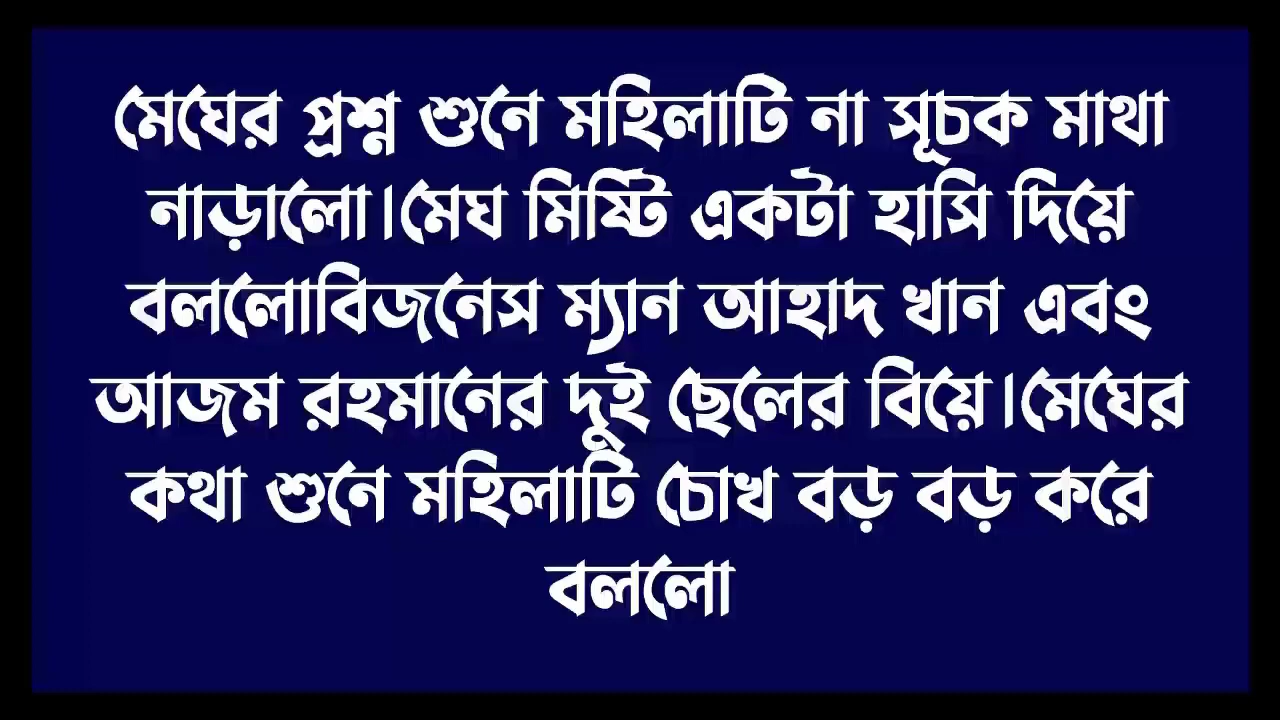 মেঘের প্রশ্ন শুনে মহিলাটি না সূচক মাথা
নাড়ালো।মেঘ মিষ্টি একটা হাসি দিয়ে
বললোবিজনেস ম্যান আহাদ খান এবং
আজম রহমানের দুই ছেলের বিয়ে।মেঘের
কথা শুনে মহিলাটি চোখ বড় বড় করে
বললো